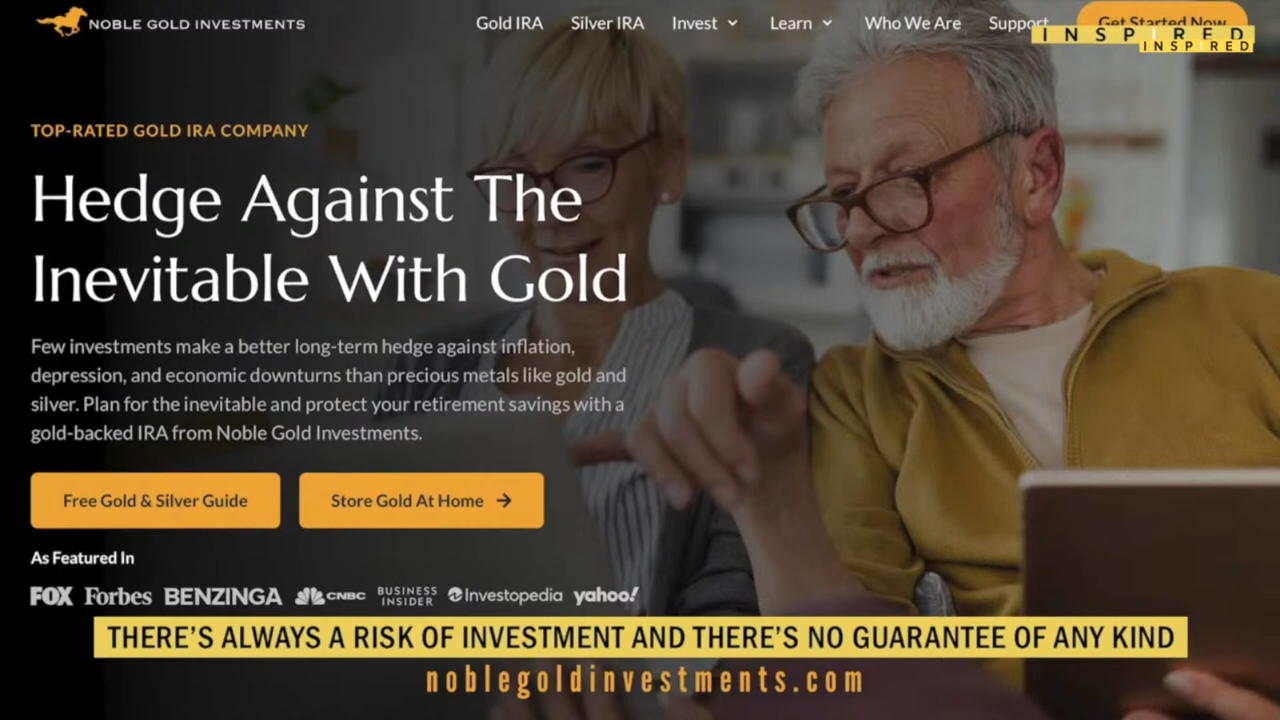 NOBLE GOLD INVESTMENTS
Gold IRA Silver IRA Invest Learn Who We Are Support Get Started Now
INSPIRED
INSPIRED
TOP-RATED GOLD IRA COMPANY
Hedge Against The
Inevitable With Gold
Few investments make a better long-term hedge against inflation,
depression, and economic downturns than precious metals like gold and
silver. Plan for the inevitable and protect your retirement savings with a
gold-backed IRA from Noble Gold Investments.
Free Gold & Silver Guide Store Gold At Home →
As Featured In
FOX Forbes BENZINGA CNBC BUSINESS INSIDER Investopedia yahoo!
THERE'S ALWAYS A RISK OF INVESTMENT AND THERE'S NO GUARANTEE OF ANY KIND
noblegoldinvestments.com